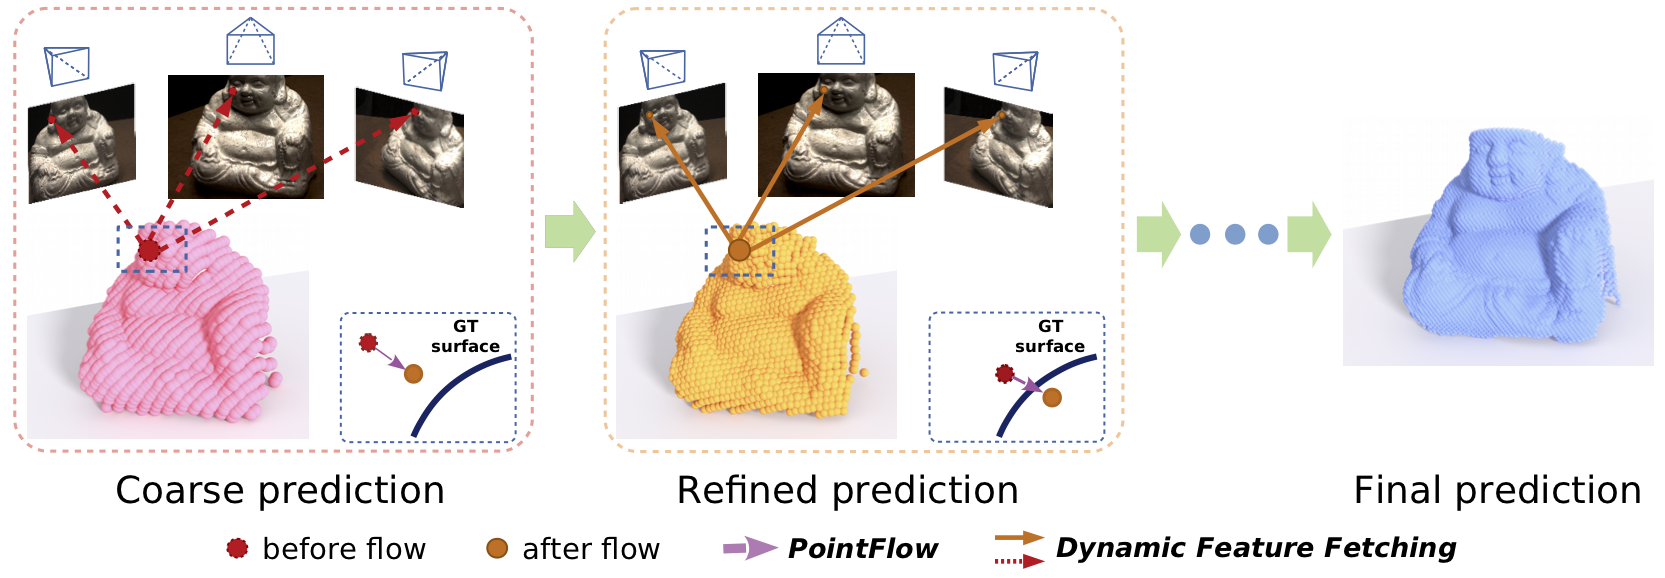 GT
surface
GT
surface
Coarse prediction
Refined prediction
Final prediction
before flow
after flow
PointFlow
Dynamic Feature Fetching